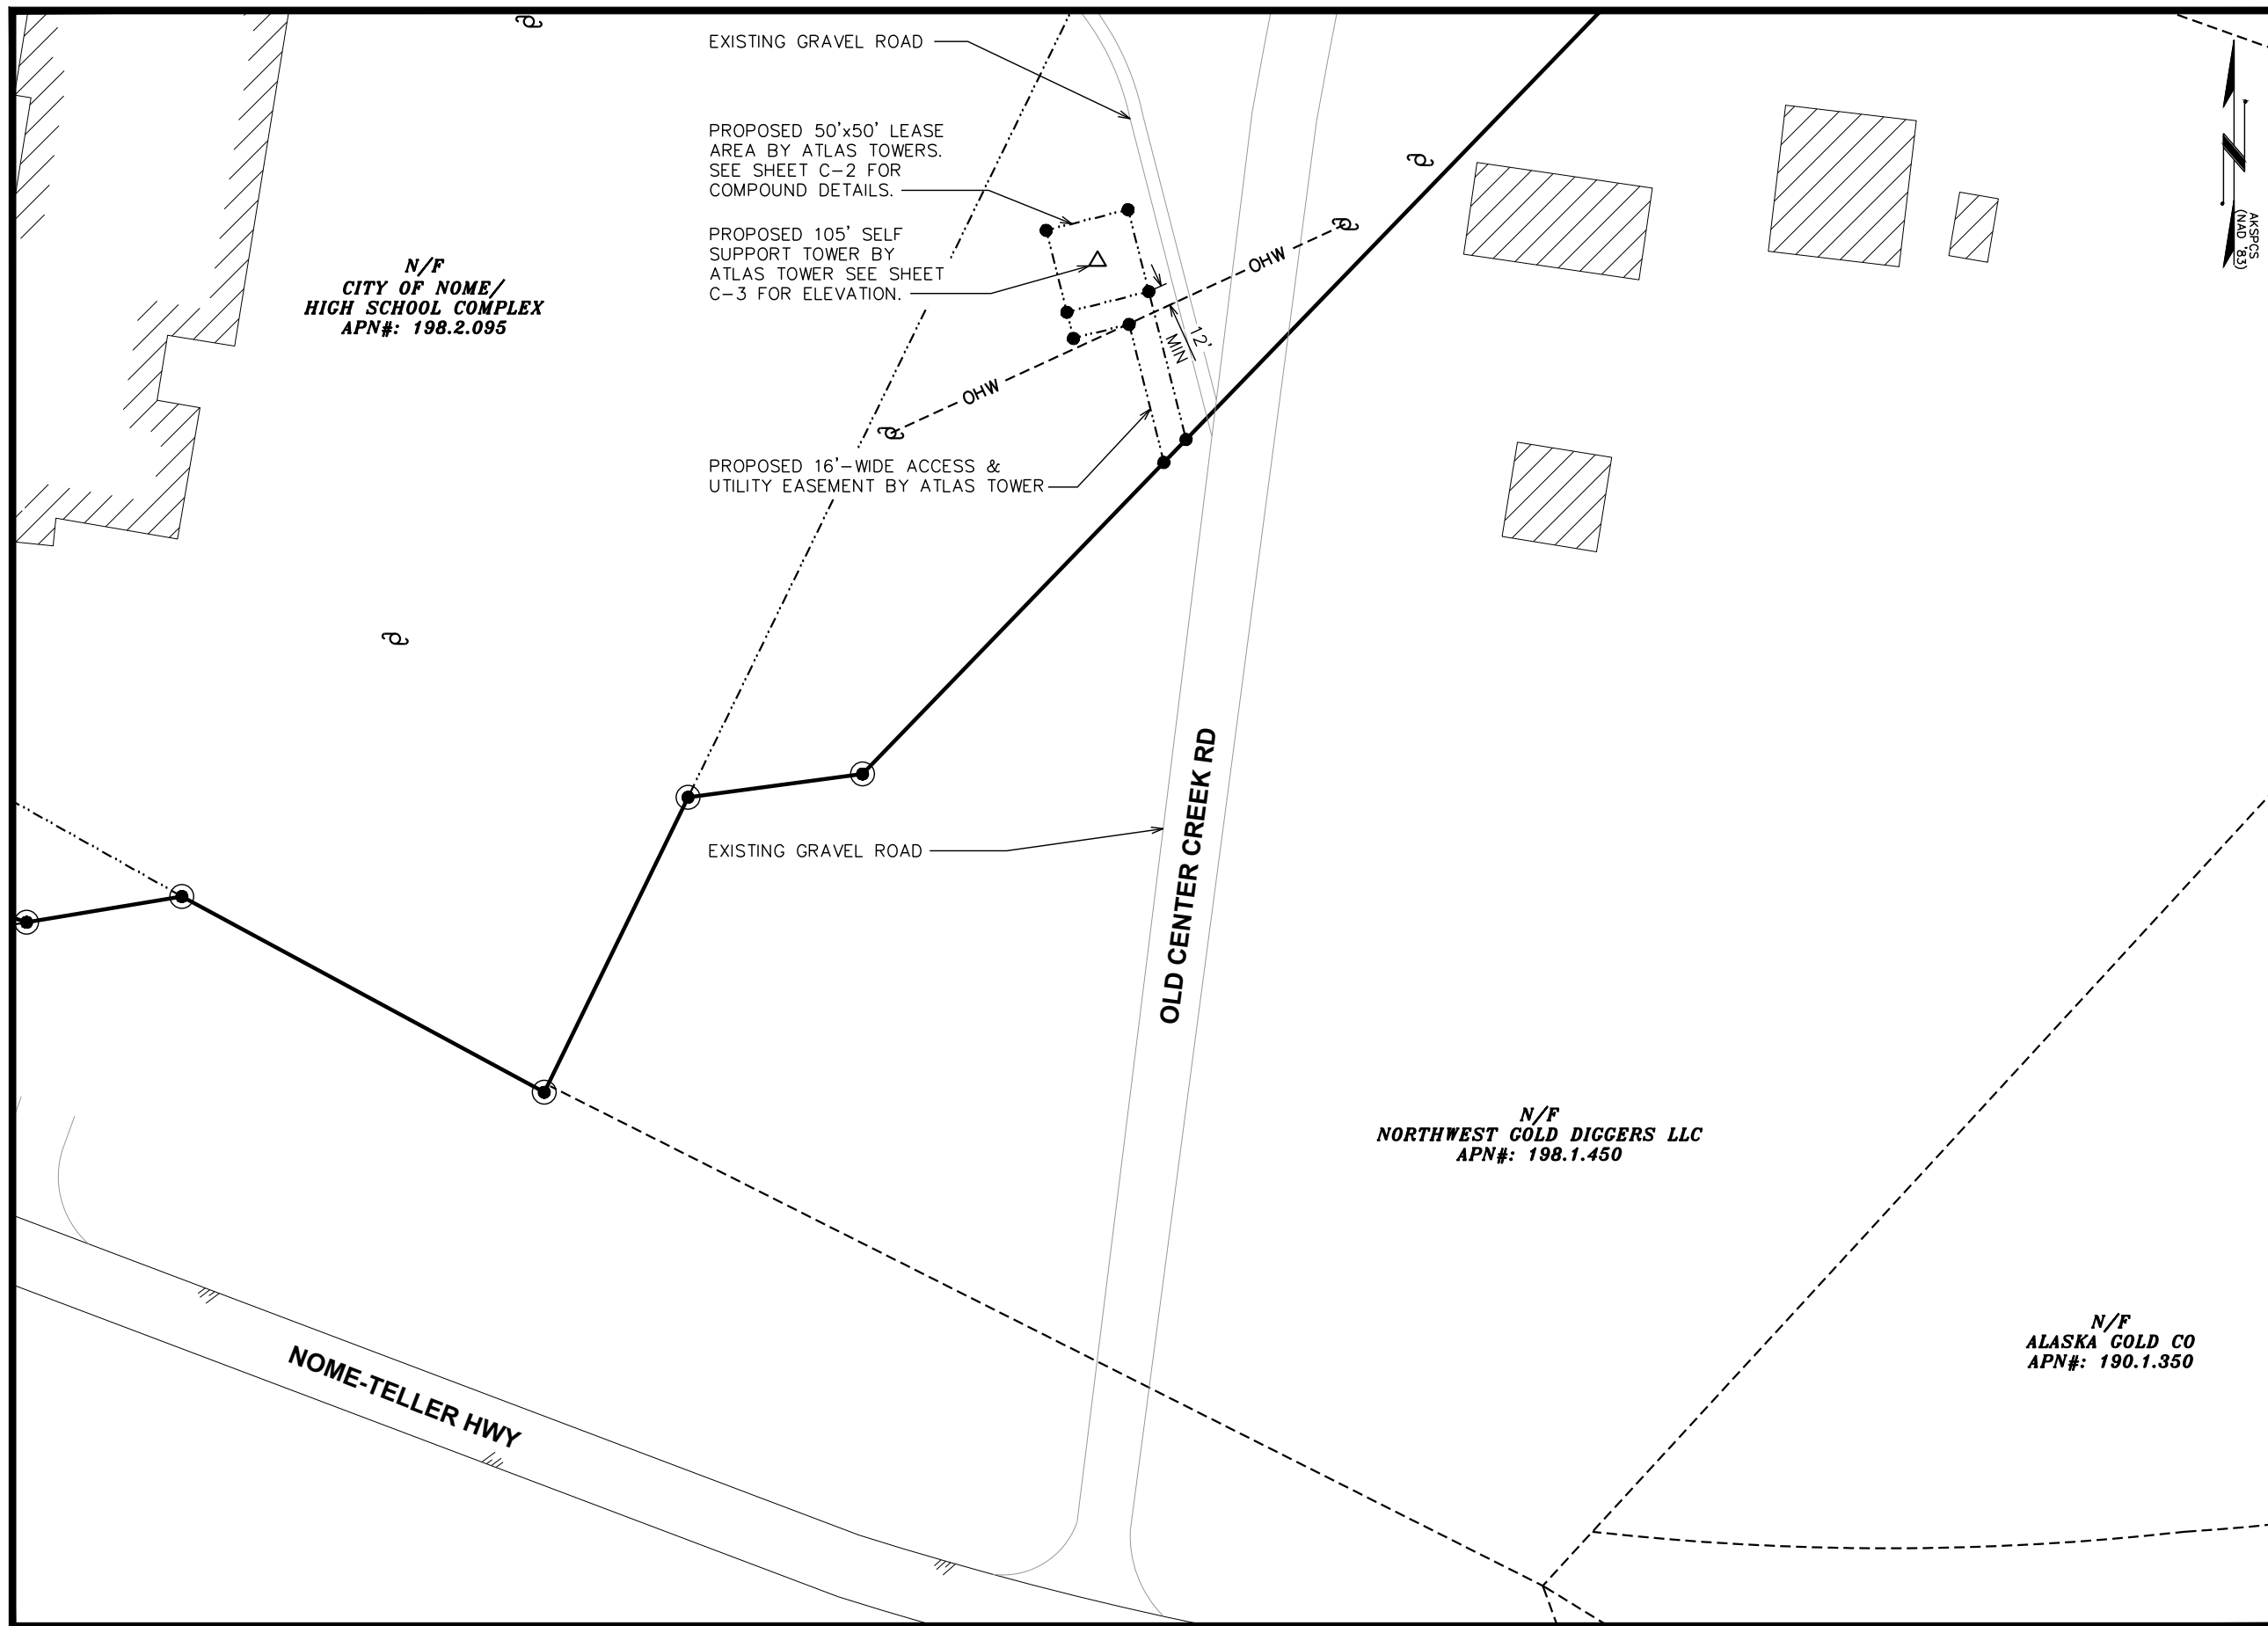 EXISTING GRAVEL ROAD
PROPOSED 50'x50' LEASE
AREA BY ATLAS TOWERS.
SEE SHEET C-2 FOR
COMPOUND DETAILS.
PROPOSED 105' SELF
SUPPORT TOWER BY
ATLAS TOWER SEE SHEET
C-3 FOR ELEVATION.
N/F
CITY OF NOME/
HIGH SCHOOL COMPLEX
APN#: 198.2.095
AKSPCS
(NAD '83)
OHW
12'
MIN
OHW
PROPOSED 16'-WIDE ACCESS &
UTILITY EASEMENT BY ATLAS TOWER
EXISTING GRAVEL ROAD
OLD CENTER CREEK RD
N/F
NORTHWEST GOLD DIGGERS LLC
APN#: 198.1.450
N/F
ALASKA GOLD CO
APN#: 190.1.350
NOME-TELLER HWY